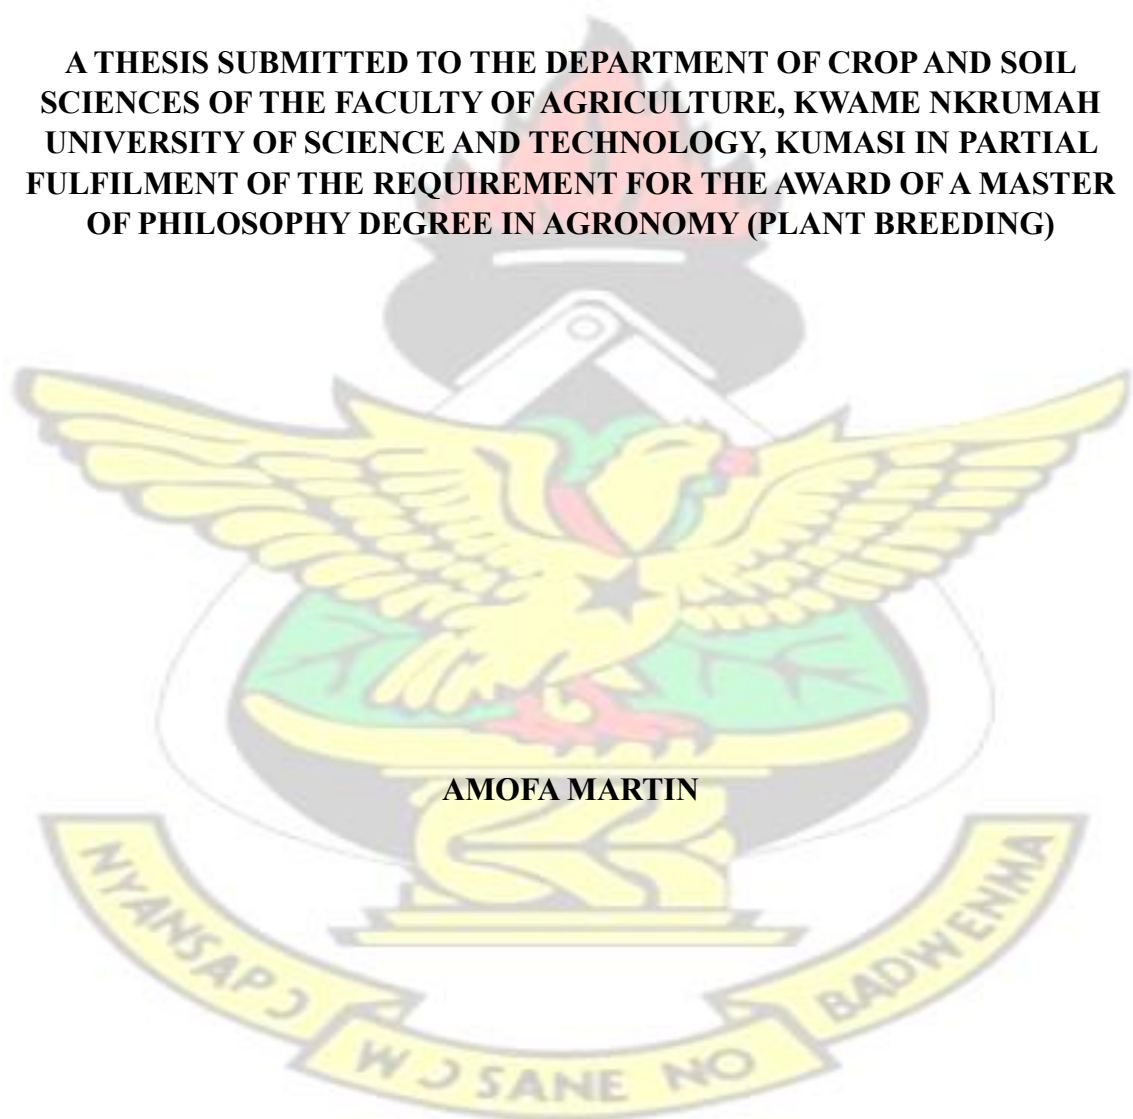 A THESIS SUBMITTED TO THE DEPARTMENT OF CROP AND SOIL
SCIENCES OF THE FACULTY OF AGRICULTURE, KWAME NKRUMAH
UNIVERSITY OF SCIENCE AND TECHNOLOGY, KUMASI IN PARTIAL
FULFILMENT OF THE REQUIREMENT FOR THE AWARD OF A MASTER
OF PHILOSOPHY DEGREE IN AGRONOMY (PLANT BREEDING)
AMOFA MARTIN
NYANSAPƆ WƆ SANE NO BADWENMA